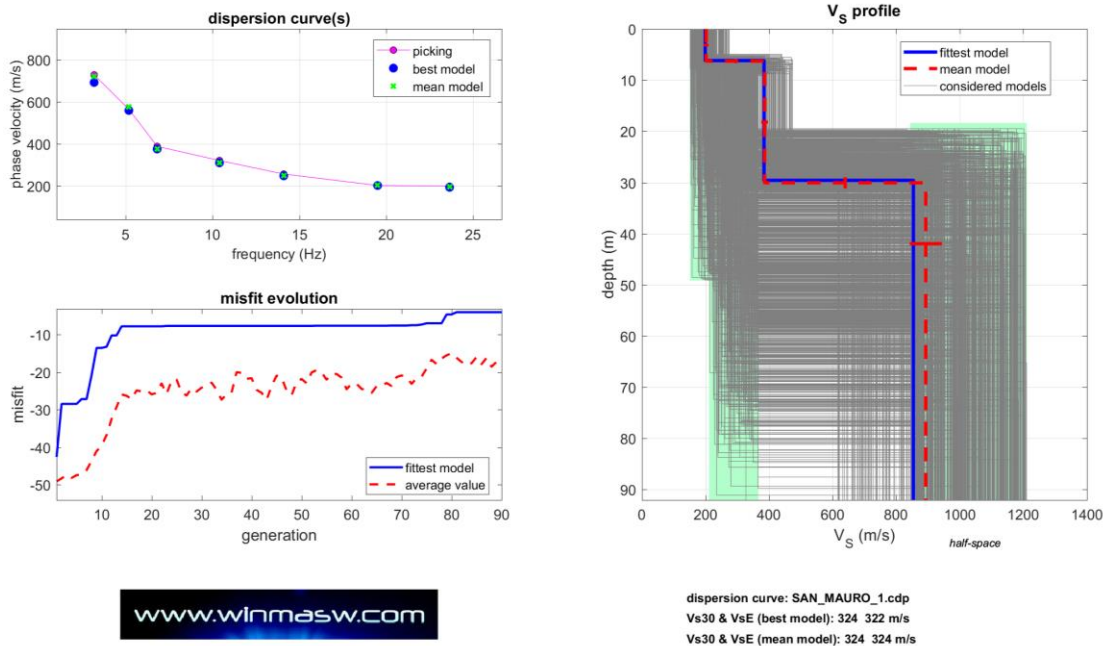 dispersion curve(s)
800
600
400
200
phase velocity (m/s)
picking
best model
mean model
5 10 15 20 25
frequency (Hz)
misfit evolution
-10
-20
-30
-40
-50
misfit
fittest model
average value
10 20 30 40 50 60 70 80 90
generation
www.winmasw.com
VS profile
0
10
20
30
40
50
60
70
80
90
depth (m)
fittest model
mean model
considered models
0 200 400 600 800 1000 1200 1400
VS (m/s)
half-space
dispersion curve: SAN_MAURO_1.cdp
Vs30 & VsE (best model): 324 322 m/s
Vs30 & VsE (mean model): 324 324 m/s